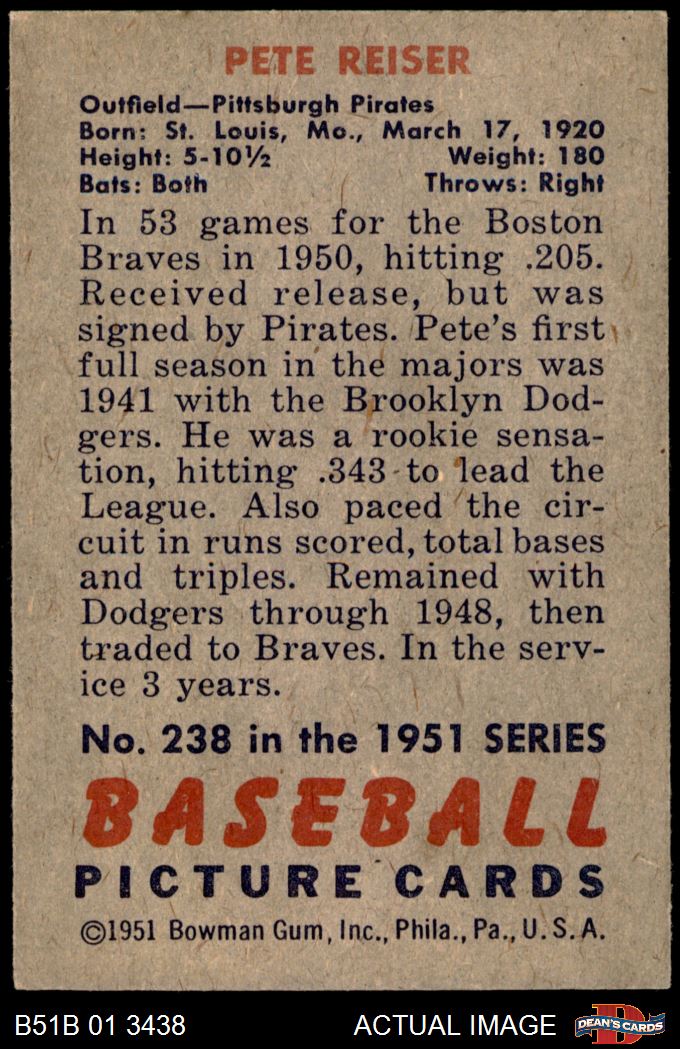 PETE REISER
Outfield—Pittsburgh Pirates
Born: St. Louis, Mo., March 17, 1920
Height: 5-10½ Weight: 180
Bats: Both Throws: Right
In 53 games for the Boston
Braves in 1950, hitting .205.
Received release, but was
signed by Pirates. Pete's first
full season in the majors was
1941 with the Brooklyn Dod-
gers. He was a rookie sensa-
tion, hitting .343 to lead the
League. Also paced the cir-
cuit in runs scored, total bases
and triples. Remained with
Dodgers through 1948, then
traded to Braves. In the serv-
ice 3 years.
No. 238 in the 1951 SERIES
BASEBALL
PICTURE CARDS
©1951 Bowman Gum, Inc., Phila., Pa., U. S. A.
B51B 01 3438 ACTUAL IMAGE D DEAN'S CARDS